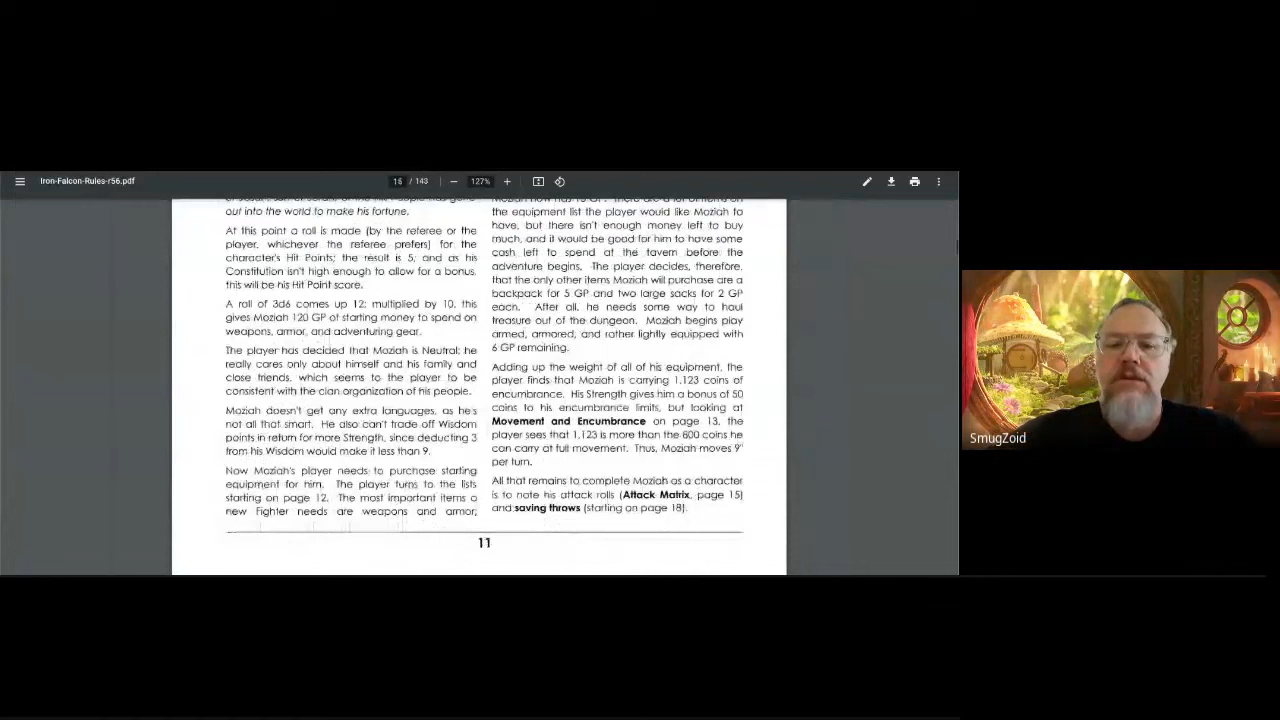 Iron-Falcon-Rules-r56.pdf
15 / 143
127%
out into the world to make his fortune.
At this point a roll is made (by the referee or the
player, whichever the referee prefers) for the
character's Hit Points; the result is 5; and as his
Constitution isn't high enough to allow for a bonus,
this will be his Hit Point score.
A roll of 3d6 comes up 12; multiplied by 10, this
gives Moziah 120 GP of starting money to spend on
weapons, armor, and adventuring gear.
The player has decided that Moziah is Neutral; he
really cares only about himself and his family and
close friends, which seems to the player to be
consistent with the clan organization of his people.
Moziah doesn't get any extra languages, as he's
not all that smart. He also can't trade off Wisdom
points in return for more Strength, since deducting 3
from his Wisdom would make it less than 9.
Now Moziah's player needs to purchase starting
equipment for him. The player turns to the lists
starting on page 12. The most important items a
new Fighter needs are weapons and armor;
the equipment list the player would like Moziah to
have, but there isn't enough money left to buy
much, and it would be good for him to have some
cash left to spend at the tavern before the
adventure begins. The player decides, therefore,
that the only other items Moziah will purchase are a
backpack for 5 GP and two large sacks for 2 GP
each. After all, he needs some way to haul
treasure out of the dungeon. Moziah begins play
armed, armored, and rather lightly equipped with
6 GP remaining.
Adding up the weight of all of his equipment, the
player finds that Moziah is carrying 1,123 coins of
encumbrance. His Strength gives him a bonus of 50
coins to his encumbrance limits, but looking at
Movement and Encumbrance on page 13, the
player sees that 1,123 is more than the 800 coins he
can carry at full movement. Thus, Moziah moves 9"
per turn.
All that remains to complete Moziah as a character
is to note his attack rolls (Attack Matrix, page 15)
and saving throws (starting on page 18).
11
SmugZoid